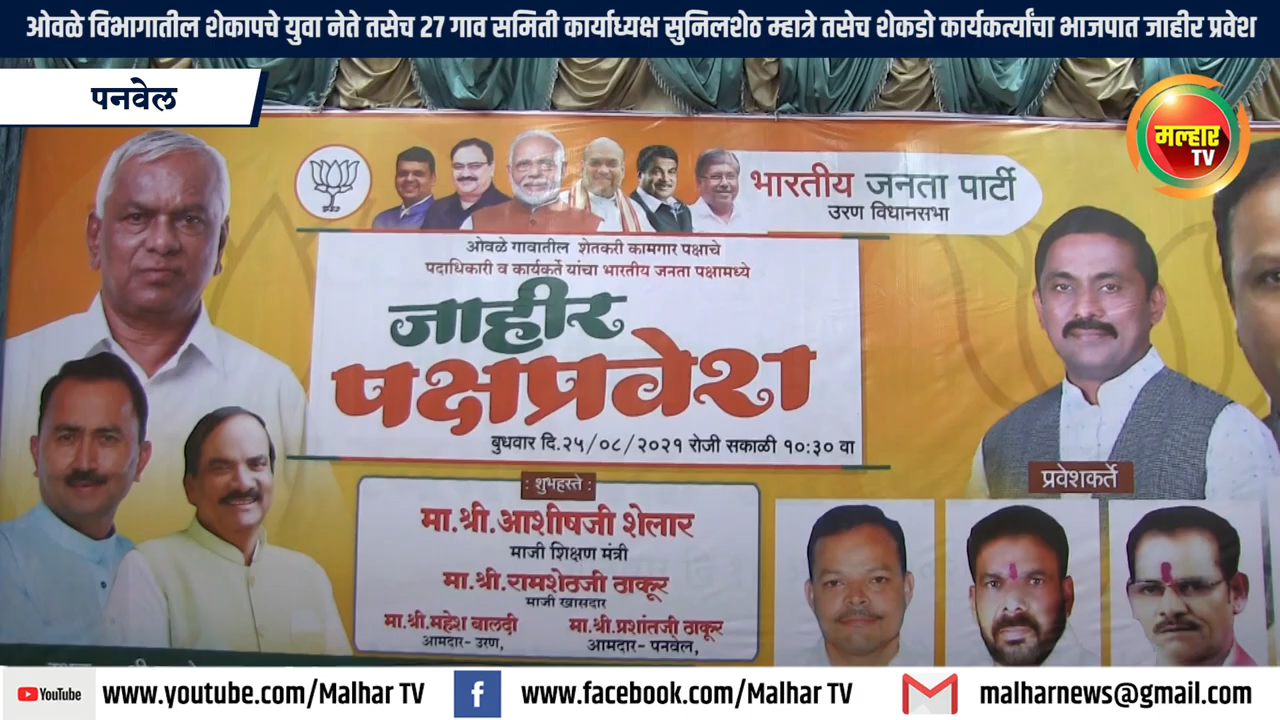 ओवळे विभागातील शेकापचे युवा नेते तसेच 27 गाव समिती कार्याध्यक्ष सुनिलशेठ म्हात्रे तसेच शेकडो कार्यकर्त्यांचा भाजपात जाहीर प्रवेश
पनवेल
मल्हार
TV
भारतीय जनता पार्टी
उरण विधानसभा
ओवळे गावातील शेतकरी कामगार पक्षाचे
पदाधिकारी व कार्यकर्ते यांचा भारतीय जनता पक्षामध्ये
जाहीर
पक्षप्रवेश
बुधवार दि.२५/०८/२०२१ रोजी सकाळी १०:३० वा
: शुभहस्ते :
मा.श्री.आशीषजी शेलार
माजी शिक्षण मंत्री
मा.श्री.रामशेठजी ठाकूर
माजी खासदार
मा.श्री.महेश बालदी
आमदार- उरण,
मा.श्री.प्रशांतजी ठाकूर
आमदार- पनवेल,
प्रवेशकर्ते
YouTube www.youtube.com/Malhar TV
f www.facebook.com/Malhar TV
malharnews@gmail.com